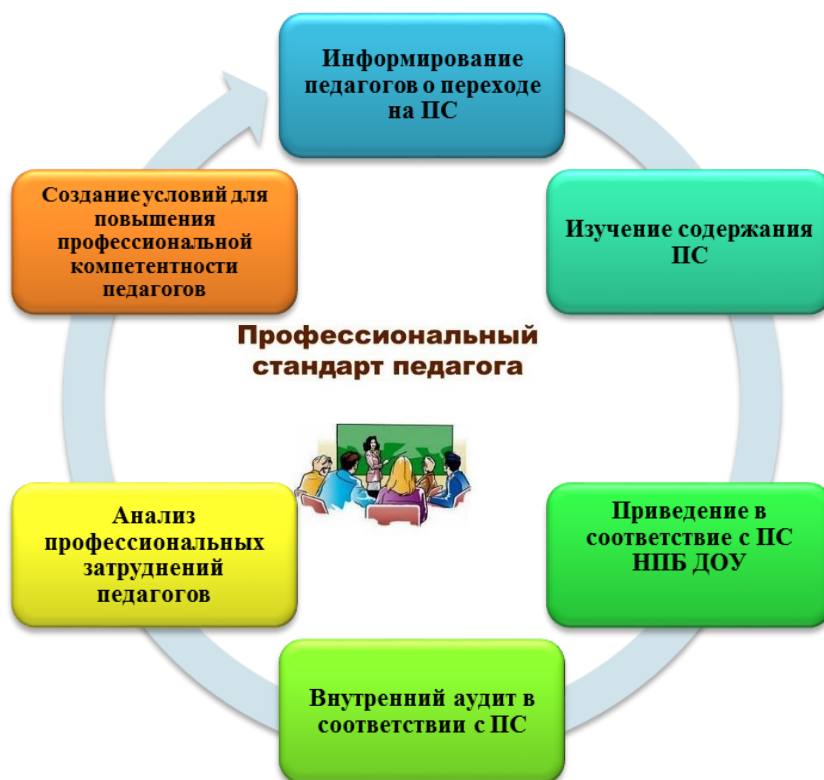 Информирование
педагогов о переходе
на ПС
Изучение содержания
ПС
Приведение в
соответствие с ПС
НПБ ДОУ
Внутренний аудит в
соответствии с ПС
Анализ
профессиональных
затруднений
педагогов
Создание условий для
повышения
профессиональной
компетентности
педагогов
Профессиональный
стандарт педагога